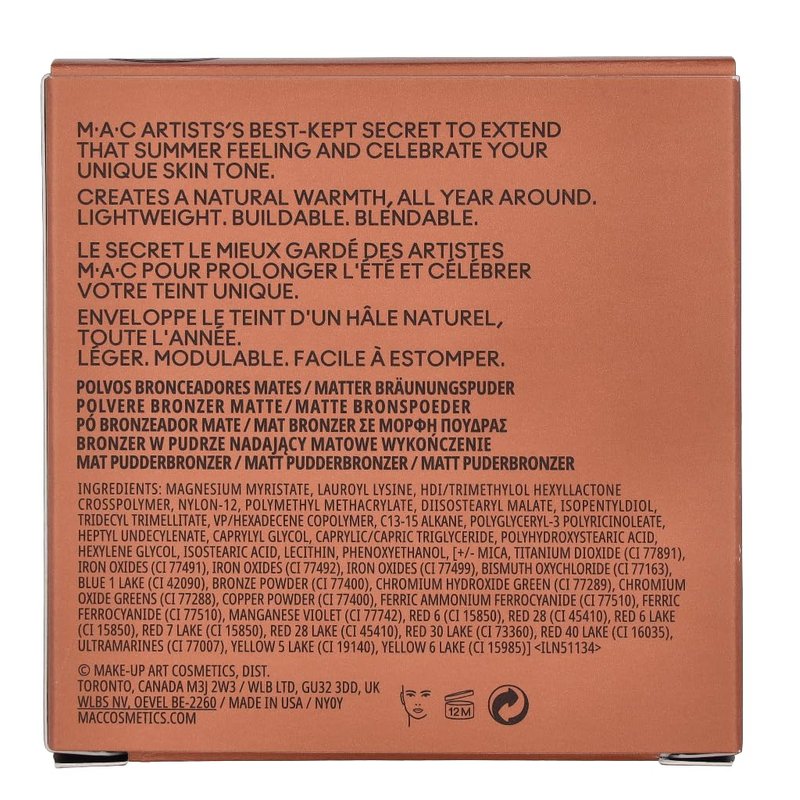 M·A·C ARTISTS'S BEST-KEPT SECRET TO EXTEND
THAT SUMMER FEELING AND CELEBRATE YOUR
UNIQUE SKIN TONE.
CREATES A NATURAL WARMTH, ALL YEAR AROUND.
LIGHTWEIGHT. BUILDABLE. BLENDABLE.
LE SECRET LE MIEUX GARDÉ DES ARTISTES
M·A·C POUR PROLONGER L'ÉTÉ ET CÉLÉBRER
VOTRE TEINT UNIQUE.
ENVELOPPE LE TEINT D'UN HÂLE NATUREL,
TOUTE L'ANNÉE.
LÉGER. MODULABLE. FACILE À ESTOMPER.
POLVOS BRONCEADORES MATES / MATTER BRÄUNUNGSPUDER
POLVERE BRONZER MATTE / MATTE BRONSPOEDER
PÓ BRONZEADOR MATE / MAT BRONZER ΣΕ ΜΟΡΦΗ ΠΟΥΔΡΑΣ
BRONZER W PUDRZE NADAJĄCY MATOWE WYKOŃCZENIE
MAT PUDDERBRONZER / MATT PUDDERBRONZER / MATT PUDERBRONZER
INGREDIENTS: MAGNESIUM MYRISTATE, LAUROYL LYSINE, HDI/TRIMETHYLOL HEXYLLACTONE
CROSSPOLYMER, NYLON-12, POLYMETHYL METHACRYLATE, DIISOSTEARYL MALATE, ISOPENTYLDIOL,
TRIDECYL TRIMELLITATE, VP/HEXADECENE COPOLYMER, C13-15 ALKANE, POLYGLYCERYL-3 POLYRICINOLEATE,
HEPTYL UNDECYLENATE, CAPRYLYL GLYCOL, CAPRYLIC/CAPRIC TRIGLYCERIDE, POLYHYDROXYSTEARIC ACID,
HEXYLENE GLYCOL, ISOSTEARIC ACID, LECITHIN, PHENOXYETHANOL, [+/- MICA, TITANIUM DIOXIDE (CI 77891),
IRON OXIDES (CI 77491), IRON OXIDES (CI 77492), IRON OXIDES (CI 77499), BISMUTH OXYCHLORIDE (CI 77163),
BLUE 1 LAKE (CI 42090), BRONZE POWDER (CI 77400), CHROMIUM HYDROXIDE GREEN (CI 77289), CHROMIUM
OXIDE GREENS (CI 77288), COPPER POWDER (CI 77400), FERRIC AMMONIUM FERROCYANIDE (CI 77510), FERRIC
FERROCYANIDE (CI 77510), MANGANESE VIOLET (CI 77742), RED 6 (CI 15850), RED 28 (CI 45410), RED 6 LAKE
(CI 15850), RED 7 LAKE (CI 15850), RED 28 LAKE (CI 45410), RED 30 LAKE (CI 73360), RED 40 LAKE (CI 16035),
ULTRAMARINES (CI 77007), YELLOW 5 LAKE (CI 19140), YELLOW 6 LAKE (CI 15985)] <ILN51134>
© MAKE-UP ART COSMETICS, DIST.
TORONTO, CANADA M3J 2W3 / WLB LTD, GU32 3DD, UK
WLBS NV, OEVEL BE-2260 / MADE IN USA / NY0Y
MACCOSMETICS.COM
12M